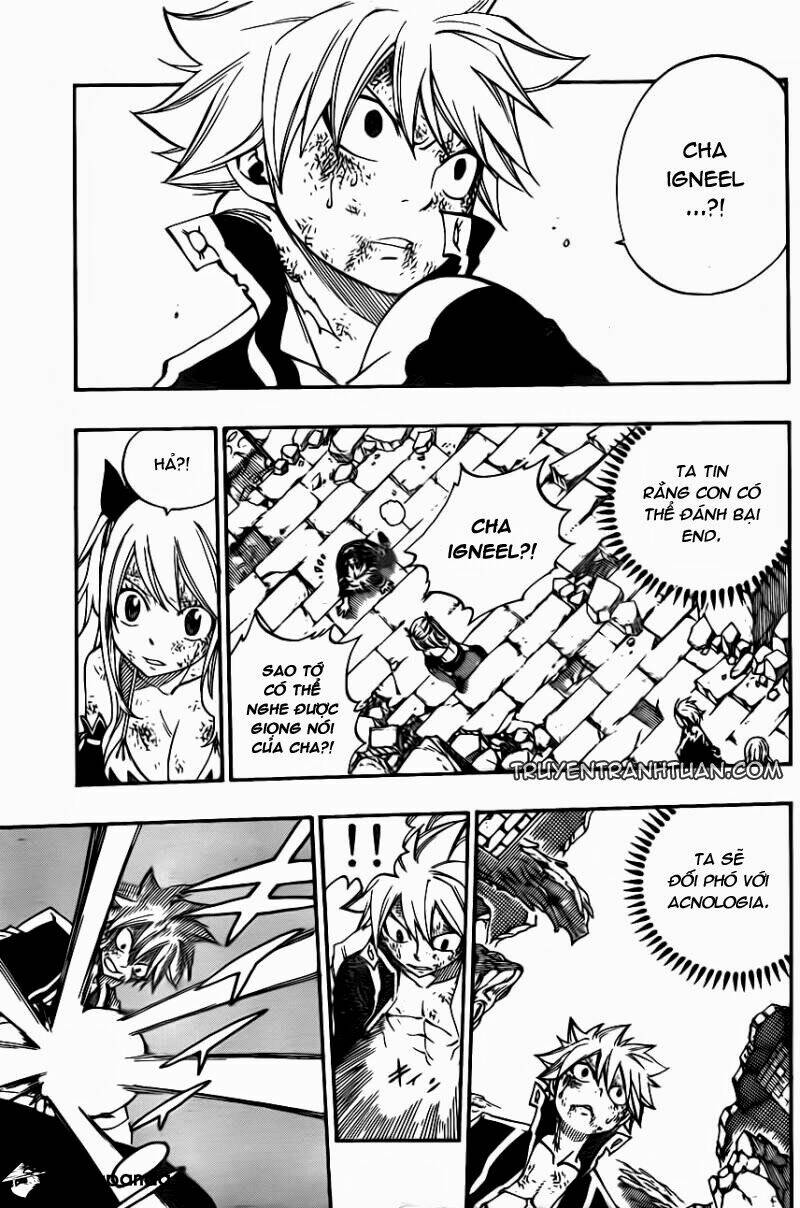 CHA
IGNEEL
...?!
TA TIN
RẰNG CON CÓ
THỂ ĐÁNH BẠI
END.
CHA
IGNEEL?!
SAO TỚ
CÓ THỂ
NGHE ĐƯỢC
GIỌNG NÓI
CỦA CHA?!
HẢ?!
TRUYENTRANHTUAN.COM
TA SẼ
ĐỐI PHÓ VỚI
ACNOLOGIA.
!!